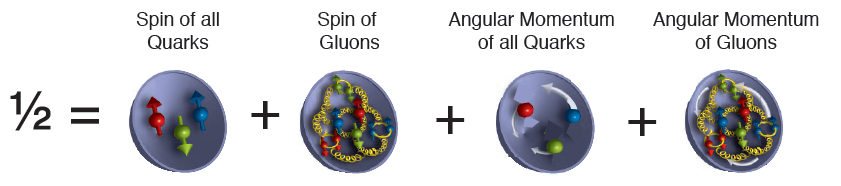 Spin of all
Quarks
Spin of
Gluons
Angular Momentum
of all Quarks
Angular Momentum
of Gluons
½ = + + +